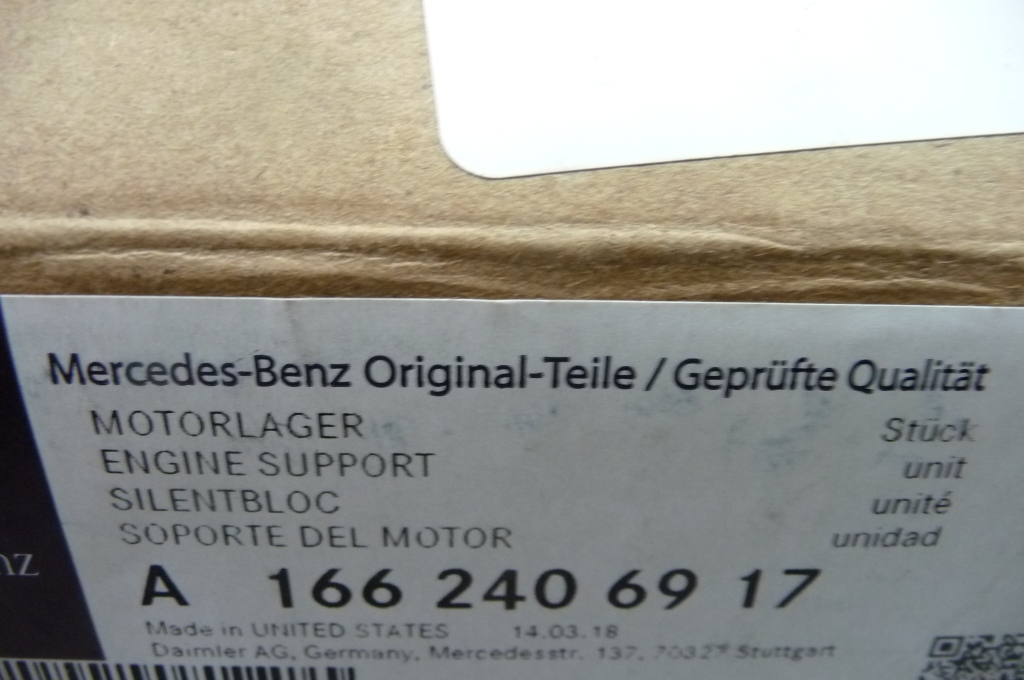 Mercedes-Benz Original-Teile / Geprüfte Qualität
MOTORLAGER Stück
ENGINE SUPPORT unit
SILENTBLOC unité
SOPORTE DEL MOTOR unidad
nz
A 166 240 69 17
Made in UNITED STATES 14.03.18
Daimler AG, Germany, Mercedesstr. 137, 70327 Stuttgart